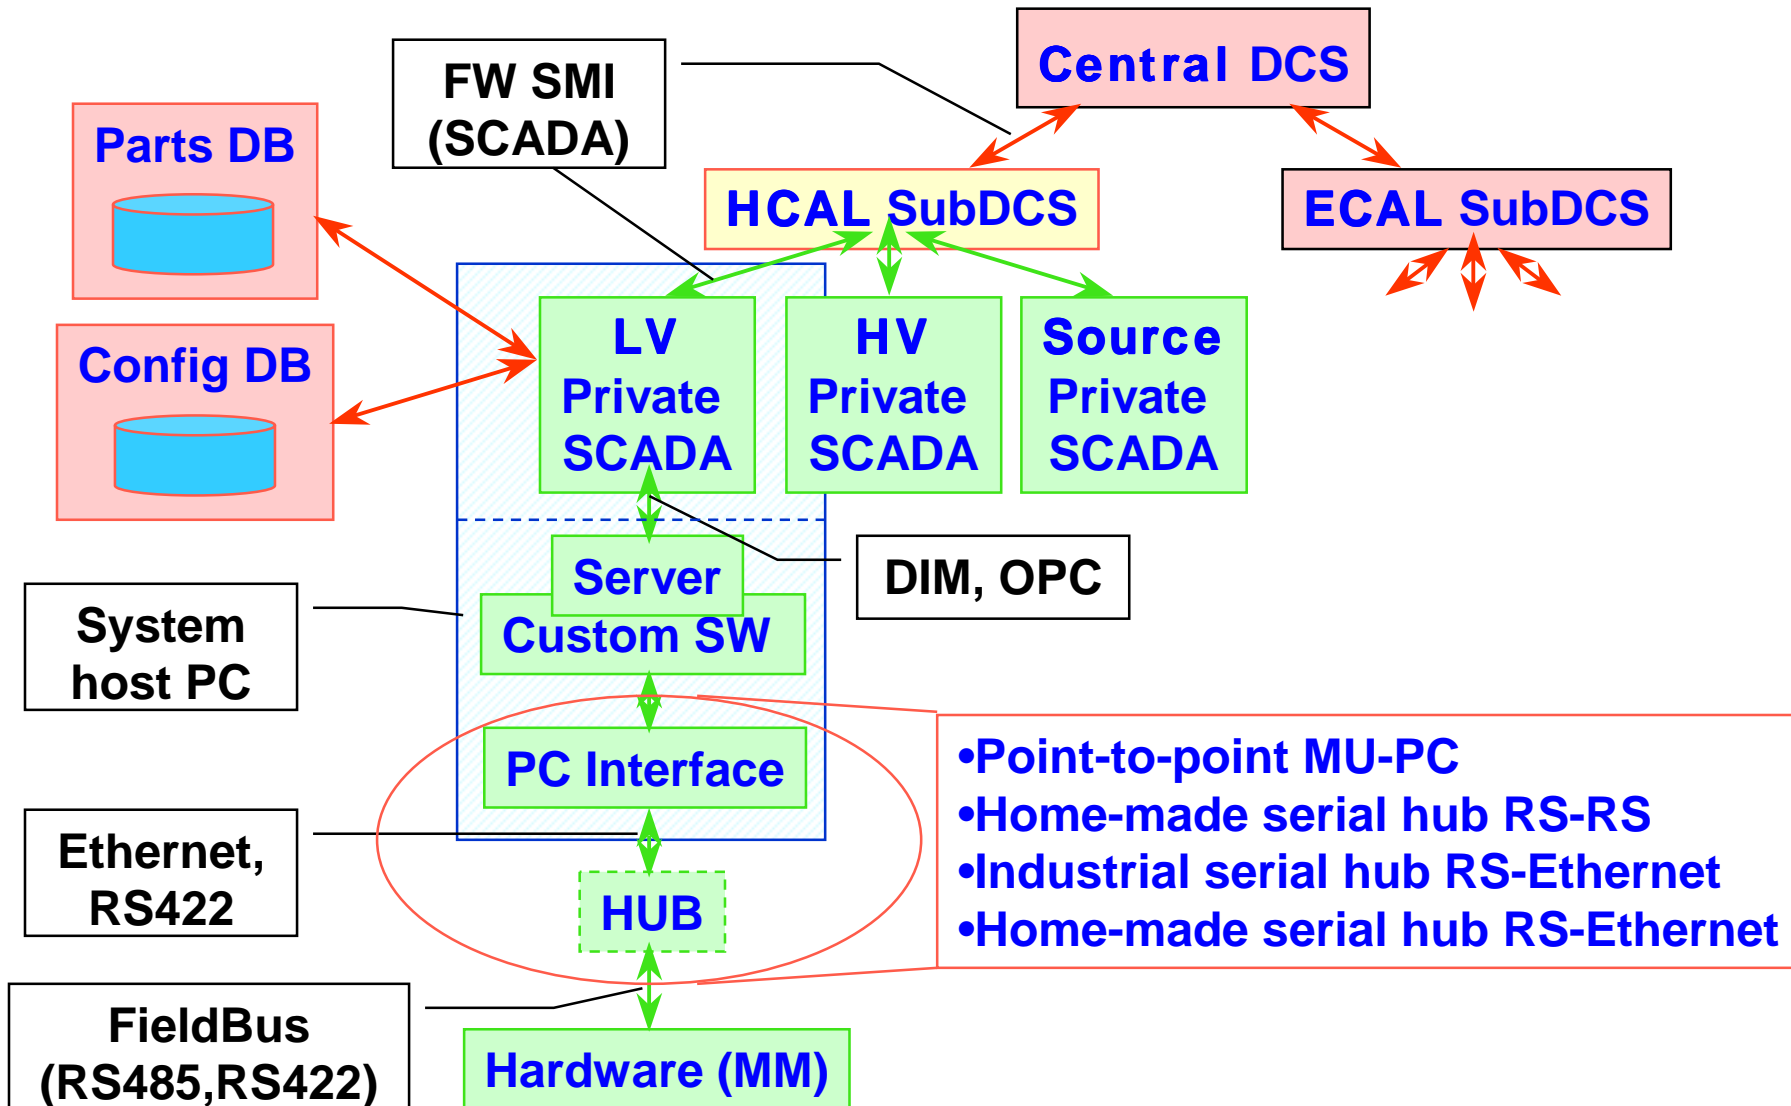 Central DCS
FW SMI
(SCADA)
Parts DB
HCAL SubDCS
ECAL SubDCS
Config DB
LV
Private
SCADA
HV
Private
SCADA
Source
Private
SCADA
Server
Custom SW
DIM, OPC
System
host PC
PC Interface
•Point-to-point MU-PC
•Home-made serial hub RS-RS
•Industrial serial hub RS-Ethernet
•Home-made serial hub RS-Ethernet
Ethernet,
RS422
HUB
FieldBus
(RS485,RS422)
Hardware (MM)